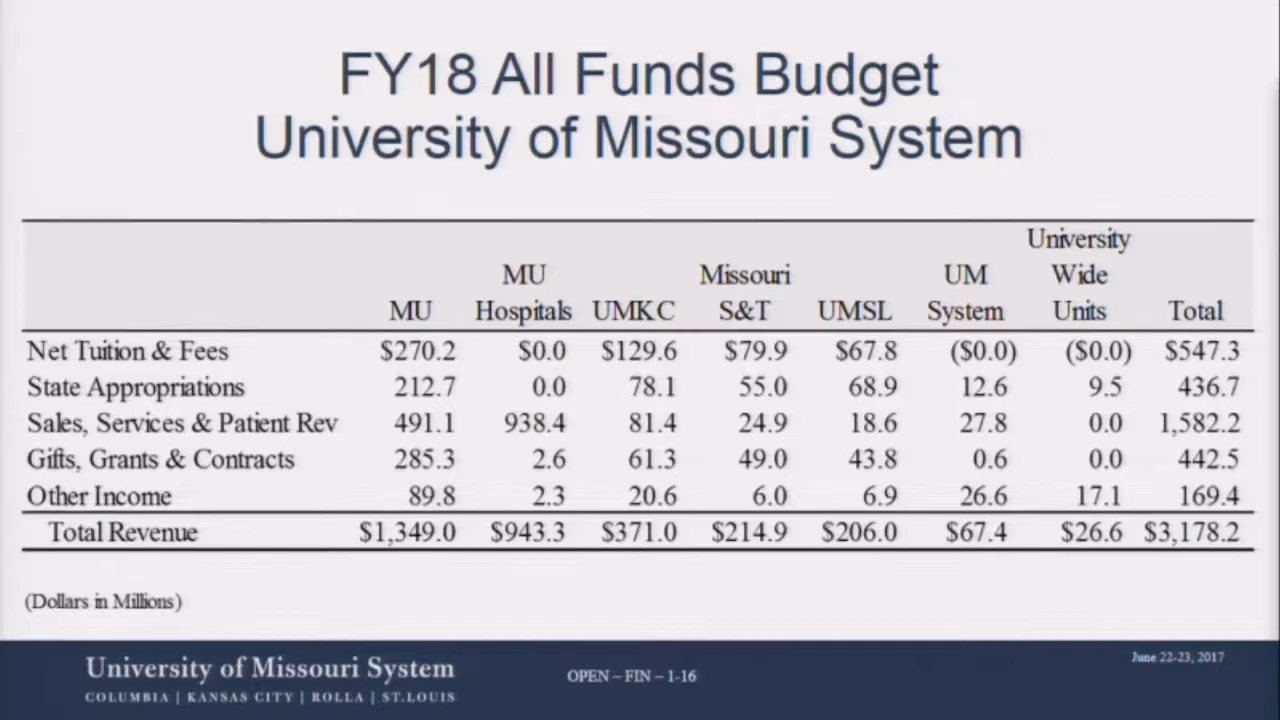 FY18 All Funds Budget
University of Missouri System
University
MU Missouri UM Wide
MU Hospitals UMKC S&T UMSL System Units Total
Net Tuition & Fees $270.2 $0.0 $129.6 $79.9 $67.8 ($0.0) ($0.0) $547.3
State Appropriations 212.7 0.0 78.1 55.0 68.9 12.6 9.5 436.7
Sales, Services & Patient Rev 491.1 938.4 81.4 24.9 18.6 27.8 0.0 1,582.2
Gifts, Grants & Contracts 285.3 2.6 61.3 49.0 43.8 0.6 0.0 442.5
Other Income 89.8 2.3 20.6 6.0 6.9 26.6 17.1 169.4
Total Revenue $1,349.0 $943.3 $371.0 $214.9 $206.0 $67.4 $26.6 $3,178.2
(Dollars in Millions)
June 22-23, 2017
University of Missouri System
OPEN – FIN – 1-16
COLUMBIA | KANSAS CITY | ROLLA | ST.LOUIS